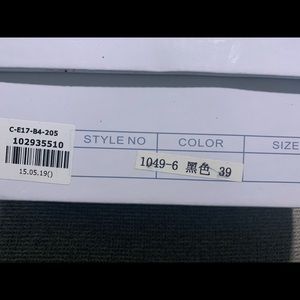 C-E17-B4-205
102935510
15.05.19()
STYLE NO COLOR SIZE
1049-6 黑色 39